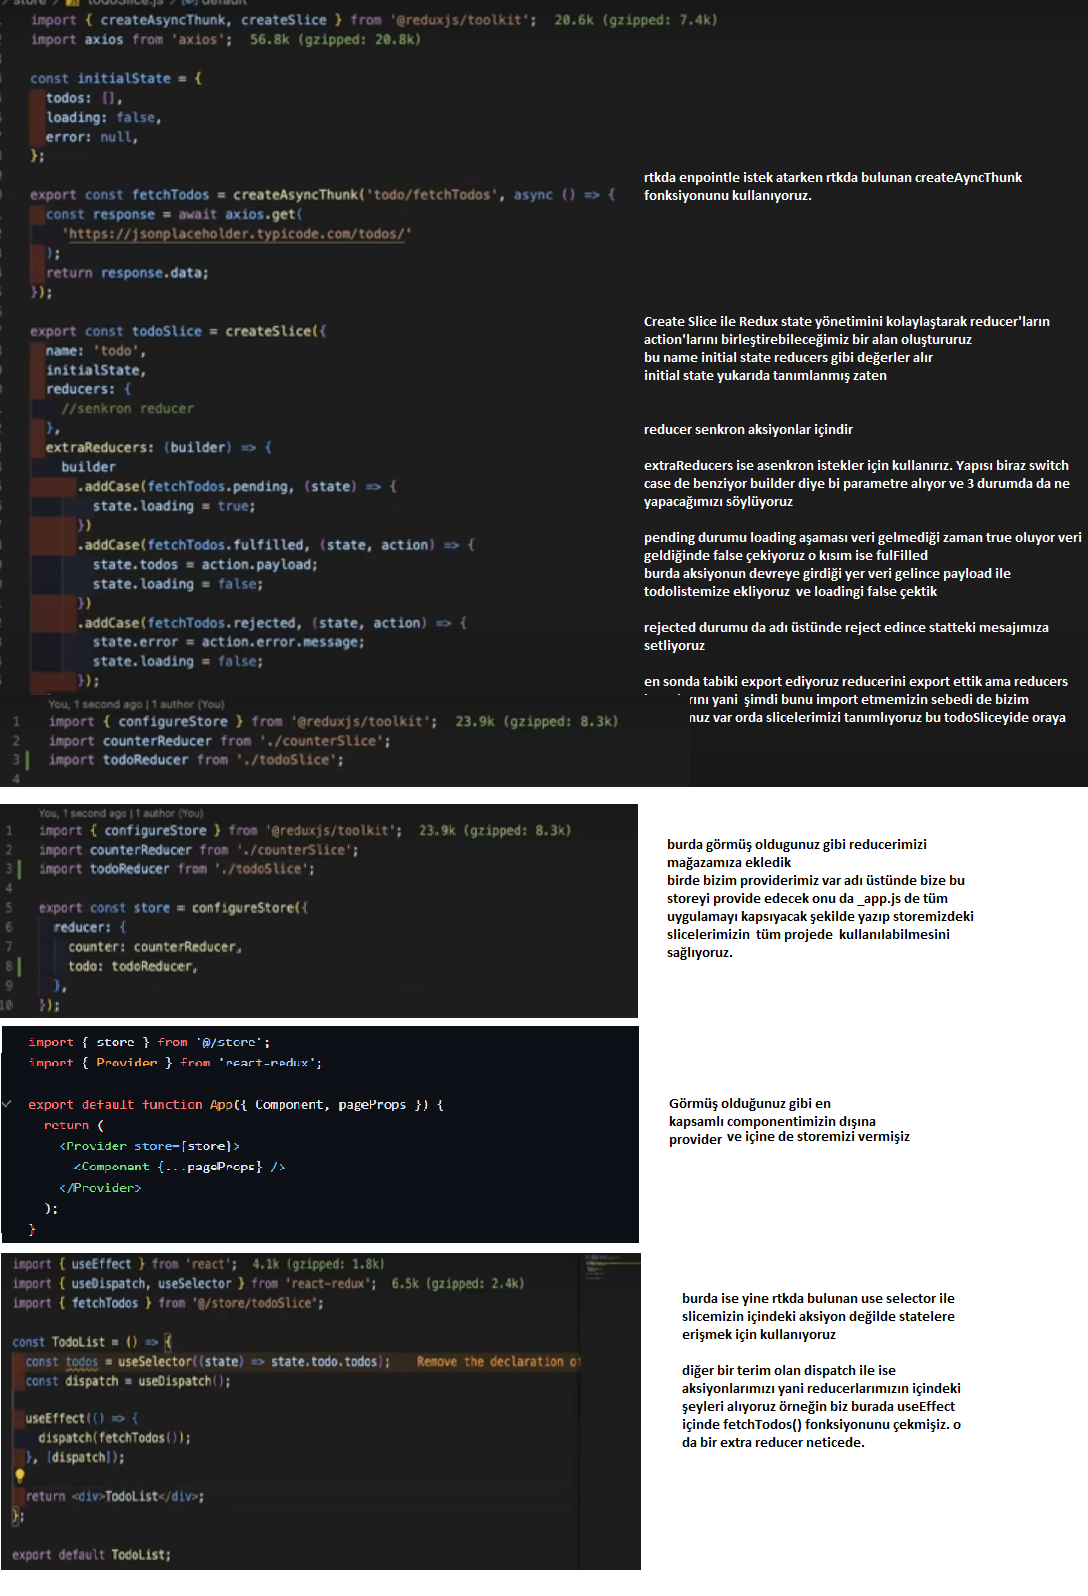 store > todoSlice.js > default
import { createAsyncThunk, createSlice } from '@reduxjs/toolkit';  20.6k (gzipped: 7.4k)
import axios from 'axios';  56.8k (gzipped: 20.8k)
const initialState = {
todos: [],
loading: false,
error: null,
};
export const fetchTodos = createAsyncThunk('todo/fetchTodos', async () => {
const response = await axios.get(
'https://jsonplaceholder.typicode.com/todos/'
);
return response.data;
});
export const todoSlice = createSlice({
name: 'todo',
initialState,
reducers: {
//senkron reducer
},
extraReducers: (builder) => {
builder
.addCase(fetchTodos.pending, (state) => {
state.loading = true;
})
.addCase(fetchTodos.fulfilled, (state, action) => {
state.todos = action.payload;
state.loading = false;
})
.addCase(fetchTodos.rejected, (state, action) => {
state.error = action.error.message;
state.loading = false;
});
rtkda enpointle istek atarken rtkda bulunan createAyncThunk
fonksiyonunu kullanıyoruz.
Create Slice ile Redux state yönetimini kolaylaştarak reducer'ların
action'larını birleştirebileceğimiz bir alan oluştururuz
bu name initial state reducers gibi değerler alır
initial state yukarıda tanımlanmış zaten
reducer senkron aksiyonlar içindir
extraReducers ise asenkron istekler için kullanırız. Yapısı biraz switch
case de benziyor builder diye bi parametre alıyor ve 3 durumda da ne
yapacağımızı söylüyoruz
pending durumu loading aşaması veri gelmediği zaman true oluyor veri
geldiğinde false çekiyoruz o kısım ise fulFilled
burda aksiyonun devreye girdiği yer veri gelince payload ile
todolistemize ekliyoruz  ve loadingi false çektik
rejected durumu da adı üstünde reject edince statteki mesajımıza
setliyoruz
en sonda tabiki export ediyoruz reducerini export ettik ama reducers
yani  şimdi bunu import etmemizin sebedi de bizim
var orda slicelerimizi tanımlıyoruz bu todoSliceyide oraya
You, 1 second ago | 1 author (You)
1 import { configureStore } from '@reduxjs/toolkit';  23.9k (gzipped: 8.3k)
2 import counterReducer from './counterSlice';
3 import todoReducer from './todoSlice';
4
You, 1 second ago | 1 author (You)
1 import { configureStore } from '@reduxjs/toolkit';  23.9k (gzipped: 8.3k)
2 import counterReducer from './counterSlice';
3 import todoReducer from './todoSlice';
4
5 export const store = configureStore({
6 reducer: {
7 counter: counterReducer,
8 todo: todoReducer,
9 },
10 });
burda görmüş oldugunuz gibi reducerimizi
mağazamıza ekledik
birde bizim providerimiz var adı üstünde bize bu
storeyi provide edecek onu da _app.js de tüm
uygulamayı kapsıyacak şekilde yazıp storemizdeki
slicelerimizin  tüm projede  kullanılabilmesini
sağlıyoruz.
import { store } from '@/store';
import { Provider } from 'react-redux';
export default function App({ Component, pageProps }) {
return (
<Provider store={store}>
<Component {...pageProps} />
</Provider>
);
}
Görmüş olduğunuz gibi en
kapsamlı componentimizin dışına
provider ve içine de storemizi vermişiz
import { useEffect } from 'react';  4.1k (gzipped: 1.8k)
import { useDispatch, useSelector } from 'react-redux';  6.5k (gzipped: 2.4k)
import { fetchTodos } from '@/store/todoSlice';
const TodoList = () => {
const todos = useSelector((state) => state.todo.todos);    Remove the declaration of
const dispatch = useDispatch();
useEffect(() => {
dispatch(fetchTodos());
}, [dispatch]);
return <div>TodoList</div>;
};
export default TodoList;
burda ise yine rtkda bulunan use selector ile
slicemizin içindeki aksiyon değilde statelere
erişmek için kullanıyoruz
diğer bir terim olan dispatch ile ise
aksiyonlarımızı yani reducerlarımızın içindeki
şeyleri alıyoruz örneğin biz burada useEffect
içinde fetchTodos() fonksiyonunu çekmişiz. o
da bir extra reducer neticede.